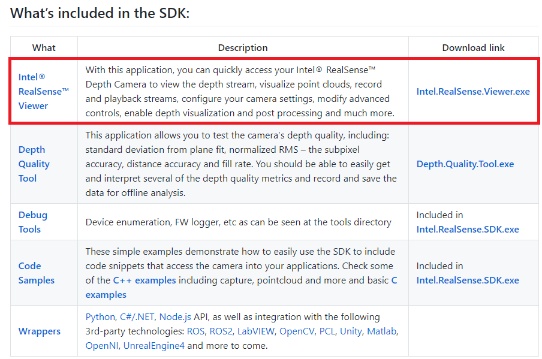 What's included in the SDK:
What Description Download link
Intel® RealSense™ Viewer
With this application, you can quickly access your Intel® RealSense™
Depth Camera to view the depth stream, visualize point clouds, record
and playback streams, configure your camera settings, modify advanced
controls, enable depth visualization and post processing and much more.
Intel.RealSense.Viewer.exe
Depth Quality Tool
This application allows you to test the camera's depth quality, including:
standard deviation from plane fit, normalized RMS – the subpixel
accuracy, distance accuracy and fill rate. You should be able to easily get
and interpret several of the depth quality metrics and record and save the
data for offline analysis.
Depth.Quality.Tool.exe
Debug Tools
Device enumeration, FW logger, etc as can be seen at the tools directory
Included in
Intel.RealSense.SDK.exe
Code Samples
These simple examples demonstrate how to easily use the SDK to include
code snippets that access the camera into your applications. Check some
of the C++ examples including capture, pointcloud and more and basic C
examples
Included in
Intel.RealSense.SDK.exe
Wrappers
Python, C#/.NET, Node.js API, as well as integration with the following
3rd-party technologies: ROS, ROS2, LabVIEW, OpenCV, PCL, Unity, Matlab,
OpenNI, UnrealEngine4 and more to come.